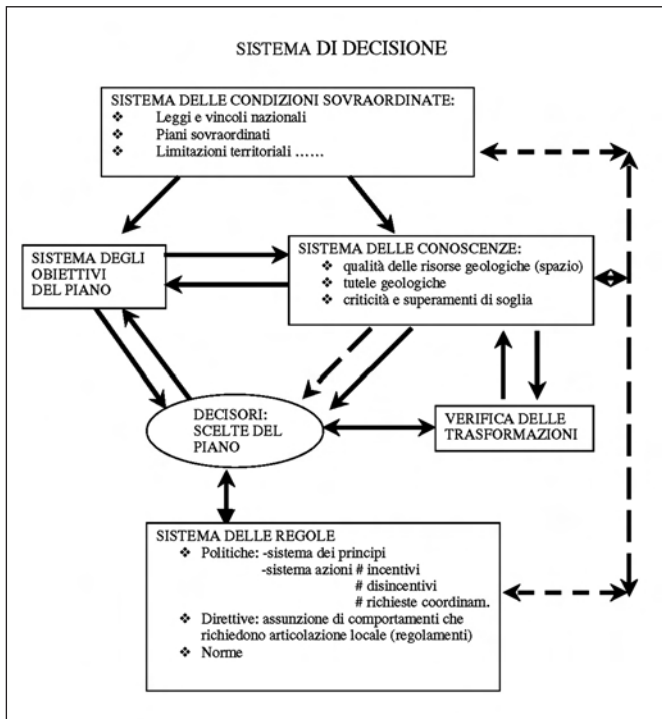 SISTEMA DI DECISIONE
SISTEMA DELLE CONDIZIONI SOVRAORDINATE:
❖ Leggi e vincoli nazionali
❖ Piani sovraordinati
❖ Limitazioni territoriali ......
SISTEMA DEGLI
OBIETTIVI
DEL PIANO
SISTEMA DELLE CONOSCENZE:
❖ qualità delle risorse geologiche (spazio)
❖ tutele geologiche
❖ criticità e superamenti di soglia
DECISORI:
SCELTE DEL
PIANO
VERIFICA DELLE
TRASFORMAZIONI
SISTEMA DELLE REGOLE
❖ Politiche: -sistema dei principi
-sistema azioni # incentivi
# disincentivi
# richieste coordinam.
❖ Direttive: assunzione di comportamenti che
richiedono articolazione locale (regolamenti)
❖ Norme